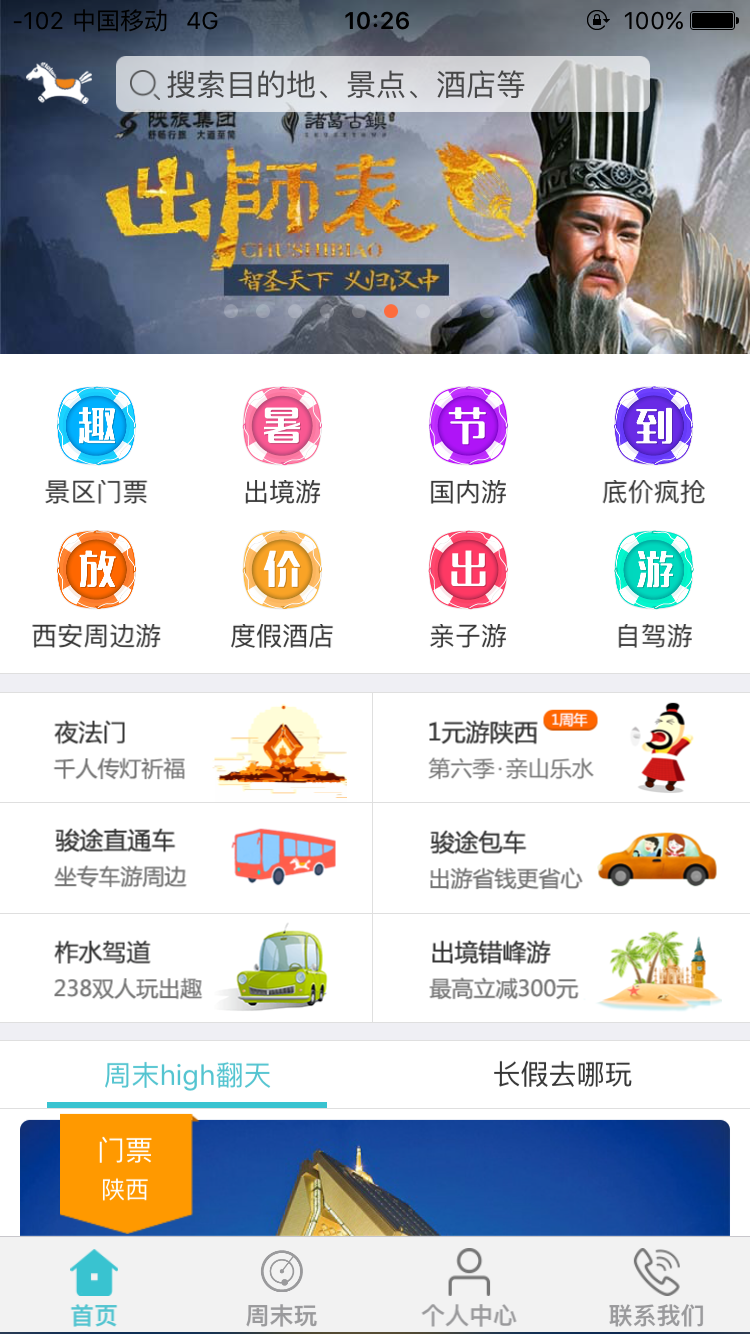 -102 中国移动 4G 10:26 100%
搜索目的地、景点、酒店等
陕旅集团 諸葛古鎮
舒畅行旅 大道至简
出師表
CHUSHIBIAO
智圣天下 义归汉中
趣 暑 节 到
景区门票 出境游 国内游 底价疯抢
放 价 出 游
西安周边游 度假酒店 亲子游 自驾游
夜法门
千人传灯祈福
1元游陕西 1周年
第六季·亲山乐水
骏途直通车
坐专车游周边
骏途包车
出游省钱更省心
柞水驾道
238双人玩出趣
出境错峰游
最高立减300元
周末high翻天 长假去哪玩
门票
陕西
首页 周末玩 个人中心 联系我们